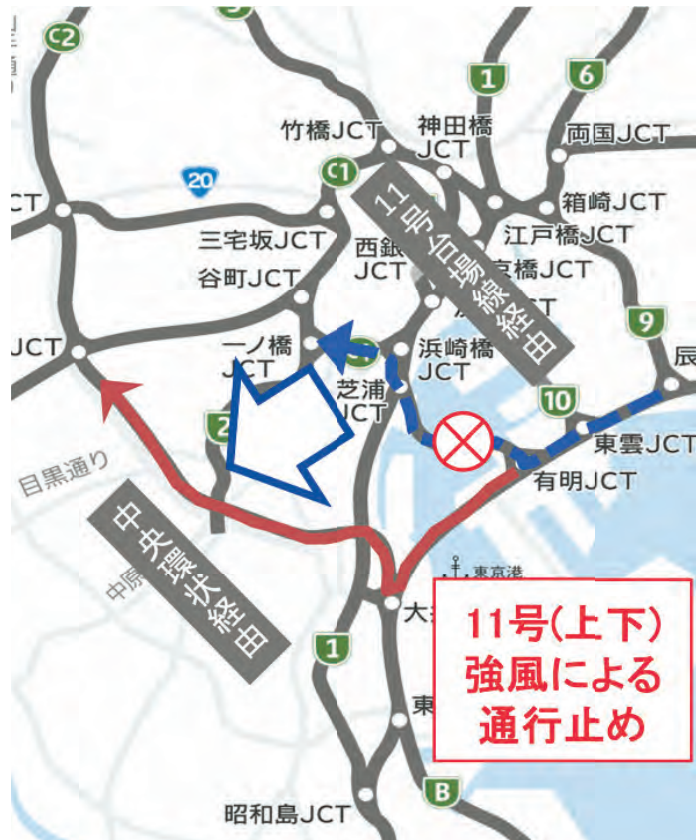 C2
C1
1
6
竹橋JCT
神田橋
JCT
両国JCT
20
三宅坂JCT
西銀
JCT
11号台場線経由
箱崎JCT
江戸橋JCT
京橋JCT
谷町JCT
JCT
JCT
一ノ橋
JCT
浜崎橋
JCT
芝浦
JCT
9
辰
2
10
東雲JCT
有明JCT
目黒通り
中原
中央環状経由
東京港
大
11号(上下)
強風による
通行止め
1
東
B
昭和島JCT